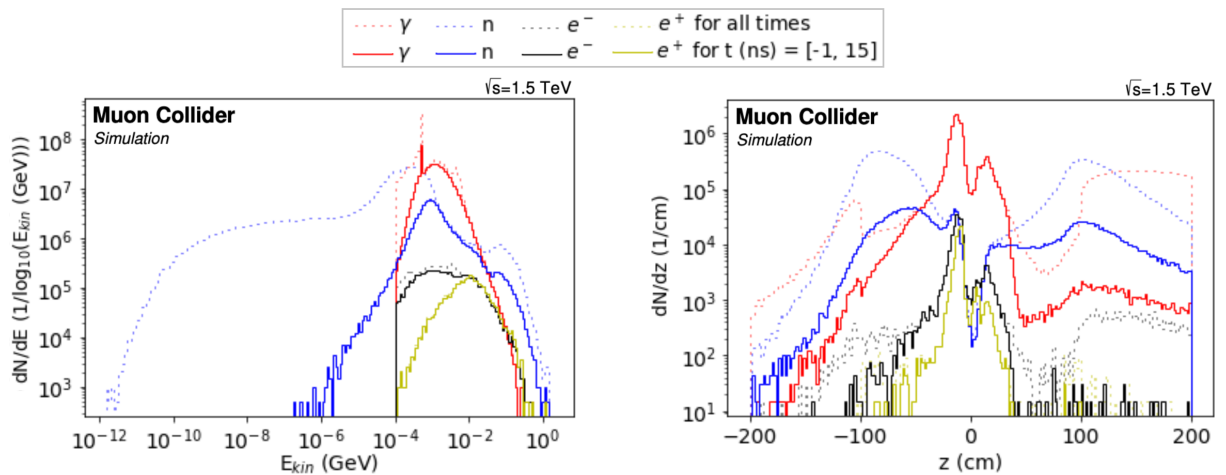 γ n e⁻ e⁺ for all times
γ n e⁻ e⁺ for t (ns) = [-1, 15]
√s=1.5 TeV
Muon Collider
Simulation
dN/dE (1/log₁₀(E_kin (GeV)))
10⁸
10⁷
10⁶
10⁵
10⁴
10³
10⁻¹² 10⁻¹⁰ 10⁻⁸ 10⁻⁶ 10⁻⁴ 10⁻² 10⁰
E_kin (GeV)
√s=1.5 TeV
Muon Collider
Simulation
dN/dz (1/cm)
10⁶
10⁵
10⁴
10³
10²
10¹
−200 −100 0 100 200
z (cm)